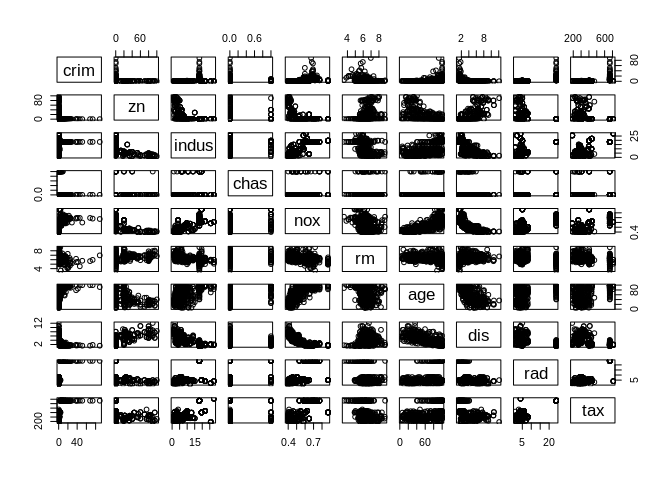 0 60
0.0 0.6
4 6 8
2 8
200 600
crim
0 80
0 80
zn
indus
0 25
0.0
chas
nox
0.4
4 8
rm
age
0 80
2 12
dis
rad
5
200
tax
0 40
0 15
0.4 0.7
0 60
5 20